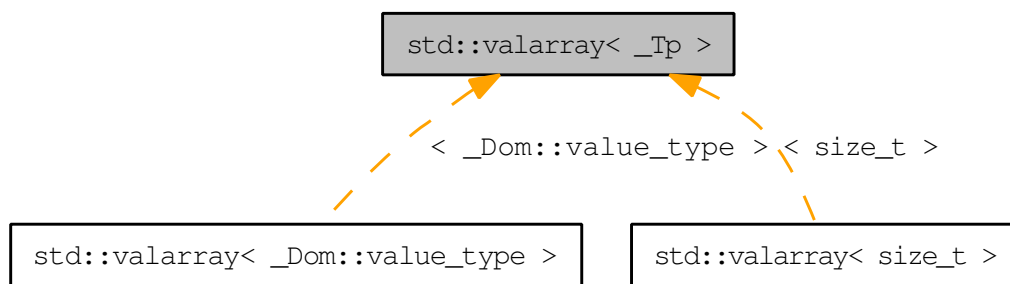 std::valarray< _Tp >
< _Dom::value_type > < size_t >
std::valarray< _Dom::value_type > std::valarray< size_t >